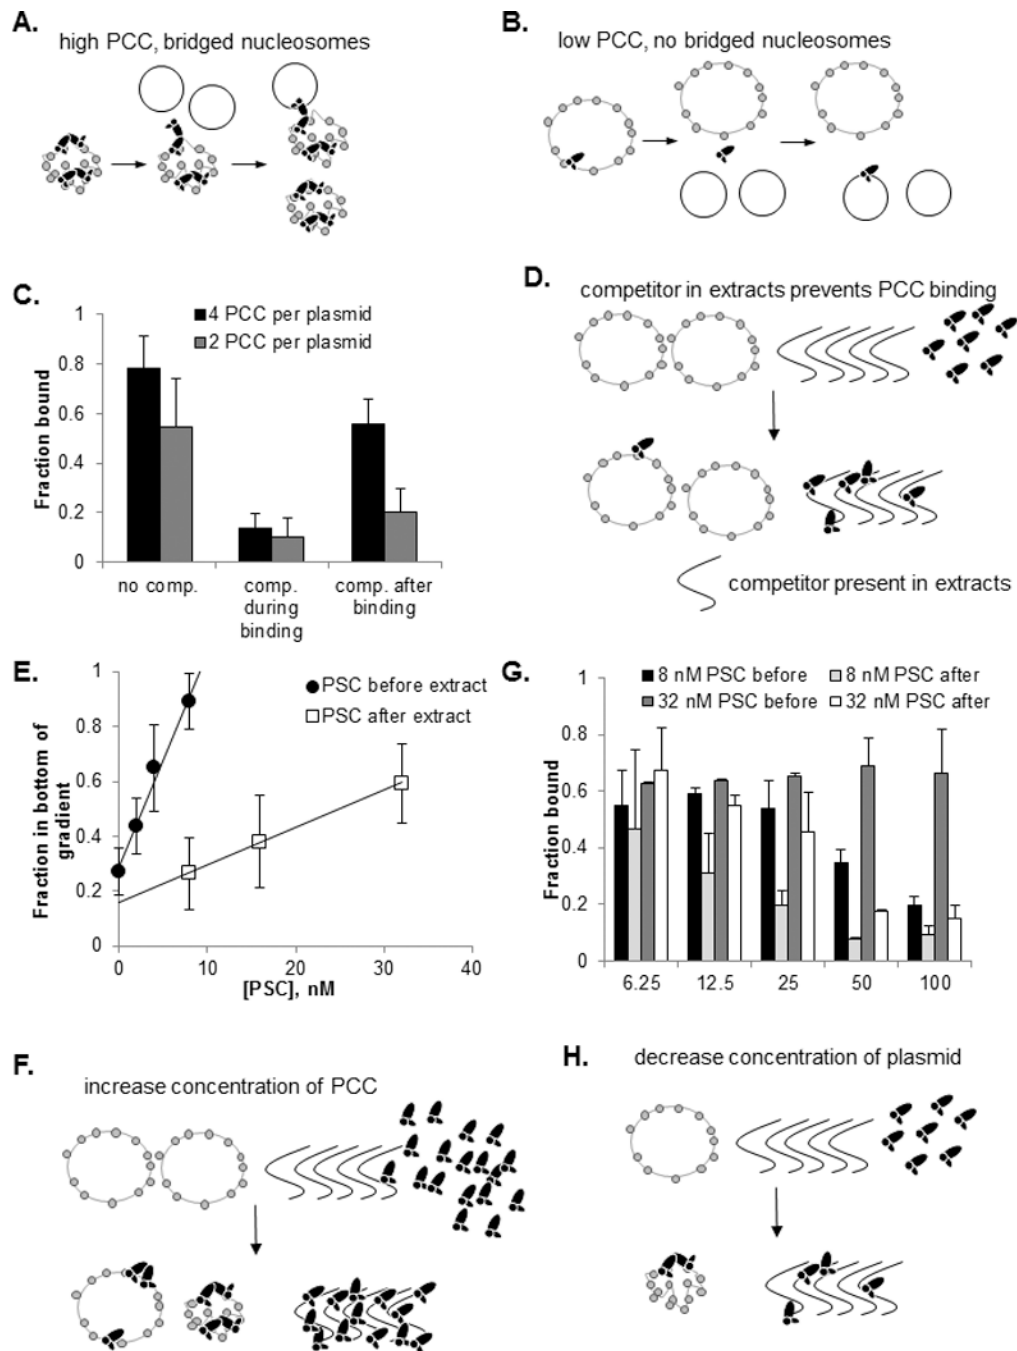 A.
high PCC, bridged nucleosomes
B.
low PCC, no bridged nucleosomes
C.
1
0.8
0.6
0.4
0.2
0
Fraction bound
4 PCC per plasmid
2 PCC per plasmid
no comp.
comp.
during
binding
comp. after
binding
D.
competitor in extracts prevents PCC binding
competitor present in extracts
E.
1
0.8
0.6
0.4
0.2
0
Fraction in bottom of
gradient
PSC before extract
PSC after extract
0
10
20
30
40
[PSC], nM
G.
8 nM PSC before
8 nM PSC after
32 nM PSC before
32 nM PSC after
1
0.8
0.6
0.4
0.2
0
Fraction bound
6.25
12.5
25
50
100
F.
increase concentration of PCC
H.
decrease concentration of plasmid